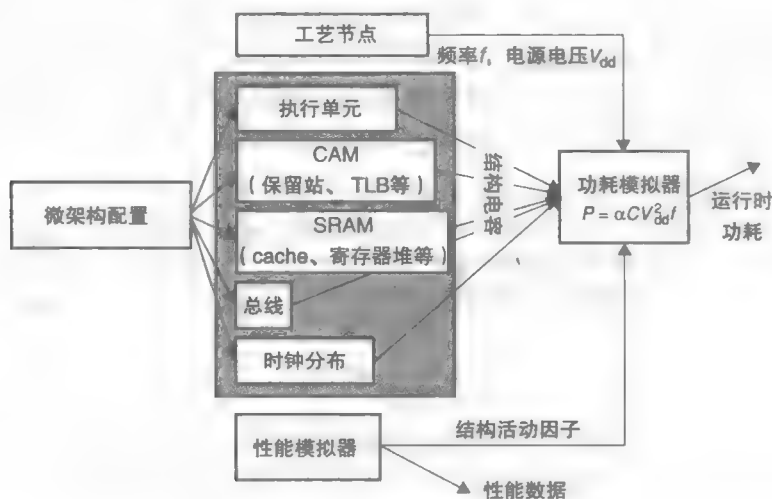 工艺节点
频率f，电源电压Vdd
执行单元
CAM
（保留站、TLB等）
结构电容
微架构配置
功耗模拟器
P = αCV²ddf
运行时
功耗
SRAM
（cache、寄存器堆等）
总线
时钟分布
性能模拟器
结构活动因子
性能数据